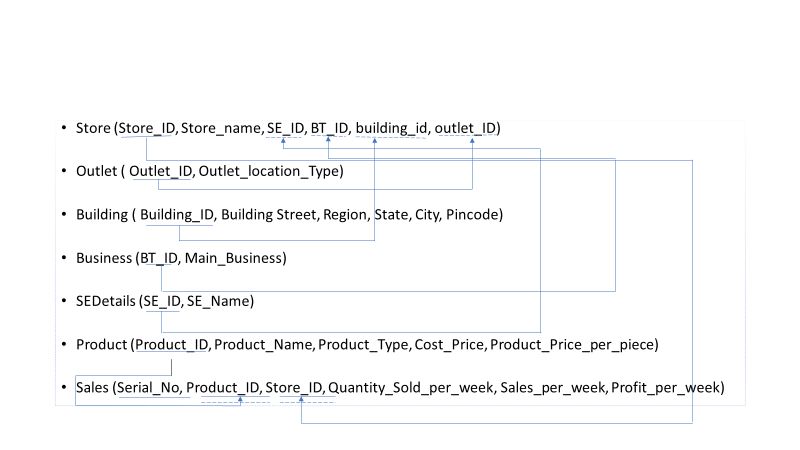 • Store (Store_ID, Store_name, SE_ID, BT_ID, building_id, outlet_ID)
• Outlet ( Outlet_ID, Outlet_location_Type)
• Building ( Building_ID, Building Street, Region, State, City, Pincode)
• Business (BT_ID, Main_Business)
• SEDetails (SE_ID, SE_Name)
• Product (Product_ID, Product_Name, Product_Type, Cost_Price, Product_Price_per_piece)
• Sales (Serial_No, Product_ID, Store_ID, Quantity_Sold_per_week, Sales_per_week, Profit_per_week)